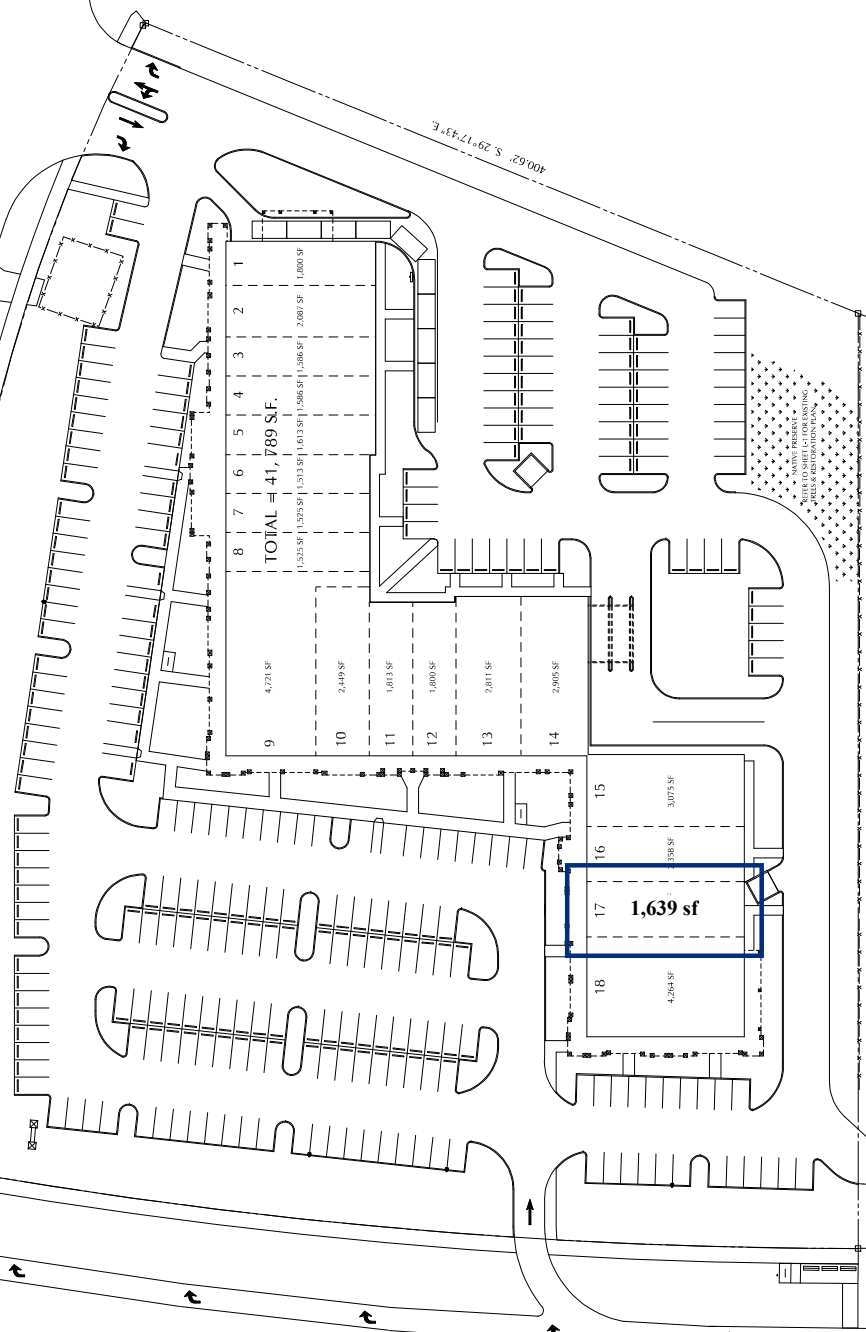 400.62' S. 29°17'43" E.
1
1,800 SF
2
2,087 SF
3
1,586 SF
4
1,586 SF
5
1,613 SF
6
1,513 SF
7
1,525 SF
8
1,525 SF
TOTAL = 41,789 S.F.
NATIVE PRESERVE
REFER TO SHEET L-1 FOR EXISTING
TREES & RESTORATION PLAN
9
4,721 SF
10
2,449 SF
11
1,813 SF
12
1,800 SF
13
2,811 SF
14
2,905 SF
15
3,075 SF
16
,358 SF
17
1,639 sf
18
4,264 SF